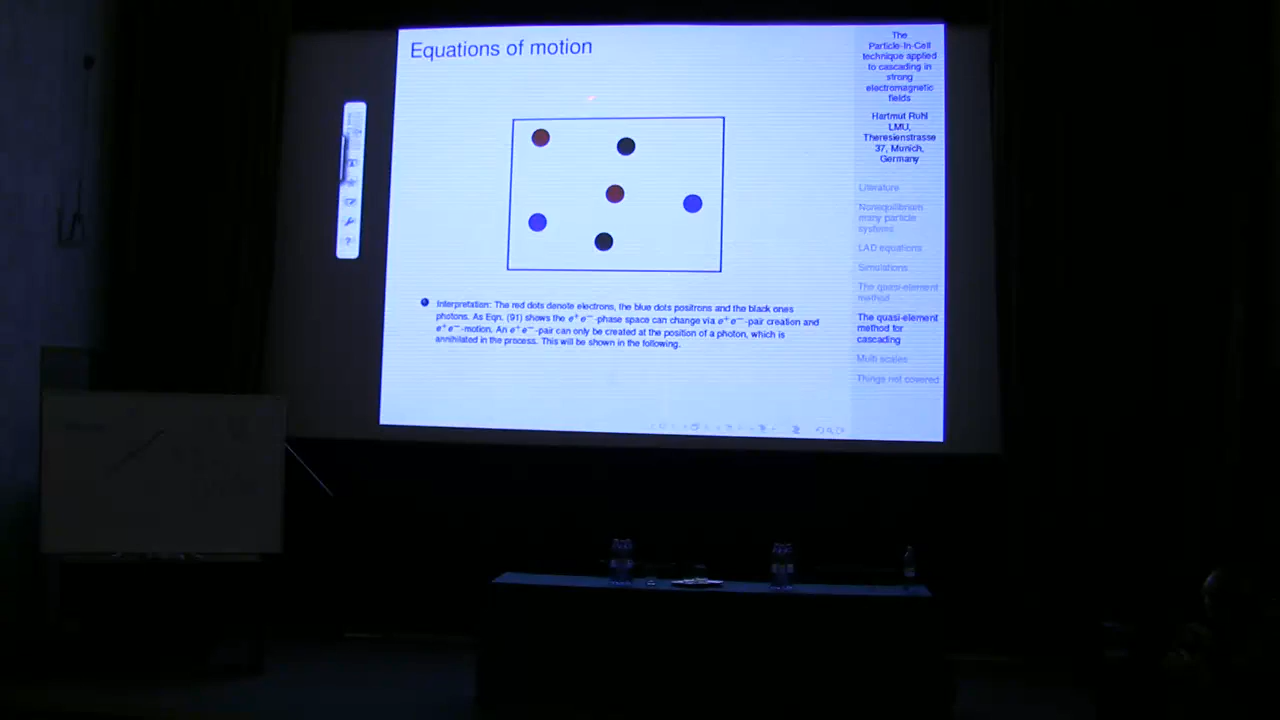 Equations of motion
Interpretation: The red dots denote electrons, the blue dots positrons and the black ones
photons. As Eqn. (91) shows the e⁺e⁻-phase space can change via e⁺e⁻-pair creation and
e⁺e⁻-motion. An e⁺e⁻-pair can only be created at the position of a photon, which is
annihilated in the process. This will be shown in the following.
The
Particle-In-Cell
technique applied
to cascading in
strong
electromagnetic
fields
Hartmut Ruhl
LMU,
Theresienstrasse
37, Munich,
Germany
Literature
Nonequilibrium
many particle
systems
LAD equations
Simulations
The quasi-element
method
The quasi-element
method for
cascading
Multi scales
Things not covered